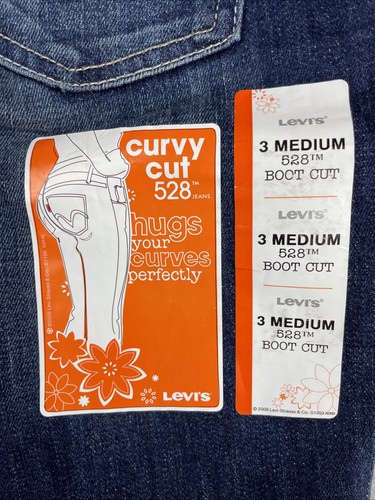 curvy
cut
528™
JEANS
hugs
your
curves
perfectly
LEVI'S
LEVI'S
3 MEDIUM
528™
BOOT CUT
LEVI'S
3 MEDIUM
528™
BOOT CUT
LEVI'S
3 MEDIUM
528™
BOOT CUT
© 2009 Levi Strauss & Co.